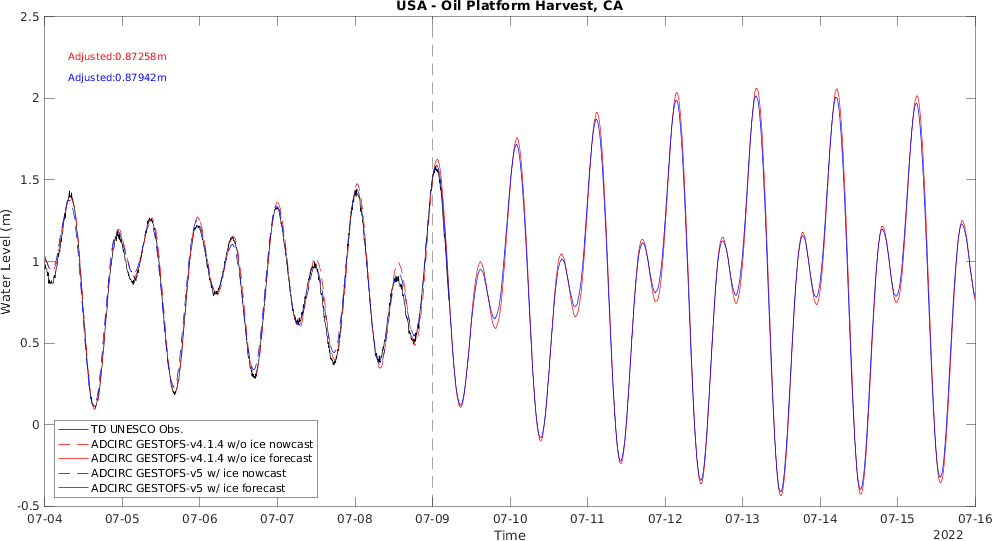 USA - Oil Platform Harvest, CA
2.5
2
1.5
1
0.5
0
-0.5
Water Level (m)
Adjusted:0.87258m
Adjusted:0.87942m
TD UNESCO Obs.
ADCIRC GESTOFS-v4.1.4 w/o ice nowcast
ADCIRC GESTOFS-v4.1.4 w/o ice forecast
ADCIRC GESTOFS-v5 w/ ice nowcast
ADCIRC GESTOFS-v5 w/ ice forecast
07-04 07-05 07-06 07-07 07-08 07-09 07-10 07-11 07-12 07-13 07-14 07-15 07-16
Time
2022